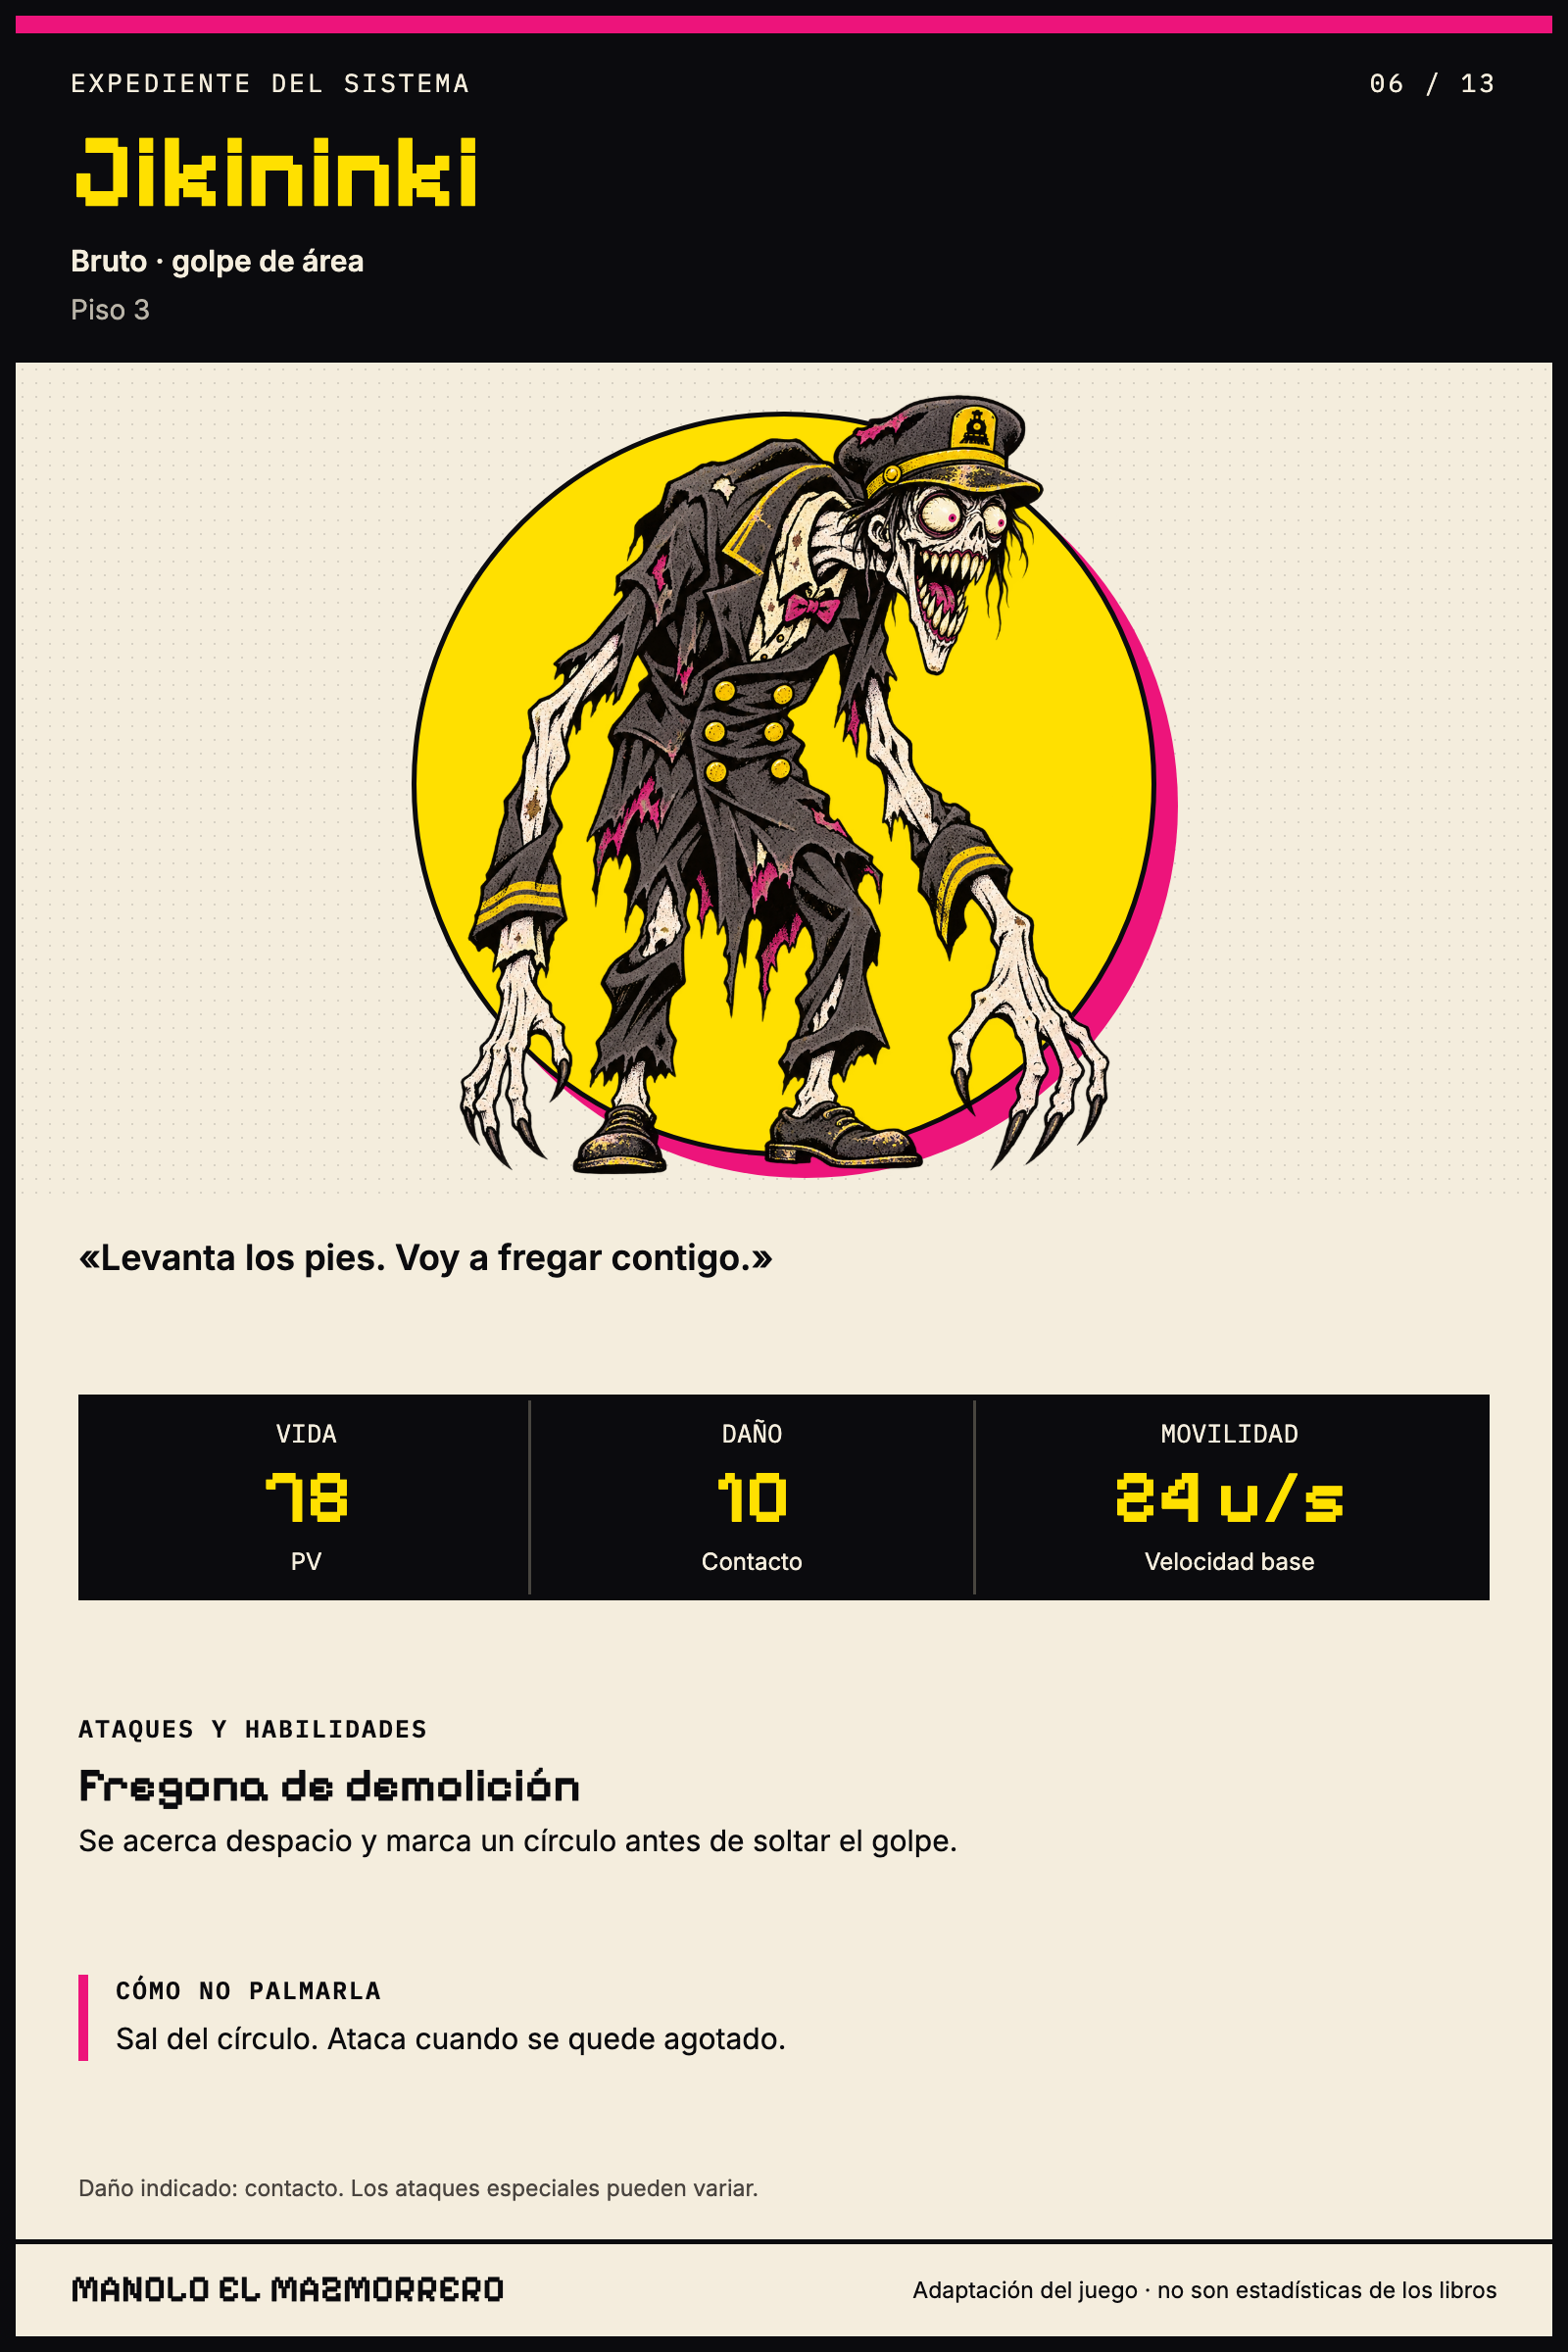 EXPEDIENTE DEL SISTEMA
06 / 13
Jikininki
Bruto · golpe de área
Piso 3
«Levanta los pies. Voy a fregar contigo.»
VIDA
78
PV
DAÑO
10
Contacto
MOVILIDAD
24 u/s
Velocidad base
ATAQUES Y HABILIDADES
Fregona de demolición
Se acerca despacio y marca un círculo antes de soltar el golpe.
CÓMO NO PALMARLA
Sal del círculo. Ataca cuando se quede agotado.
Daño indicado: contacto. Los ataques especiales pueden variar.
MANOLO EL MAZMORRERO
Adaptación del juego · no son estadísticas de los libros